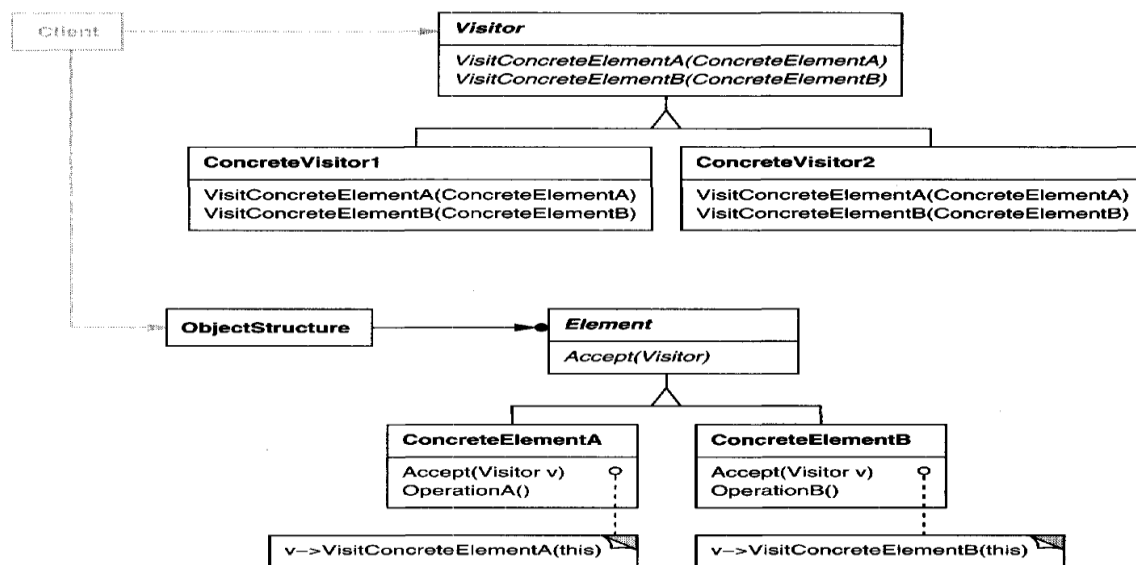 Client
Visitor
VisitConcreteElementA(ConcreteElementA)
VisitConcreteElementB(ConcreteElementB)
ConcreteVisitor1
VisitConcreteElementA(ConcreteElementA)
VisitConcreteElementB(ConcreteElementB)
ConcreteVisitor2
VisitConcreteElementA(ConcreteElementA)
VisitConcreteElementB(ConcreteElementB)
ObjectStructure
Element
Accept(Visitor)
ConcreteElementA
Accept(Visitor v)
OperationA()
ConcreteElementB
Accept(Visitor v)
OperationB()
v–>VisitConcreteElementA(this)
v–>VisitConcreteElementB(this)